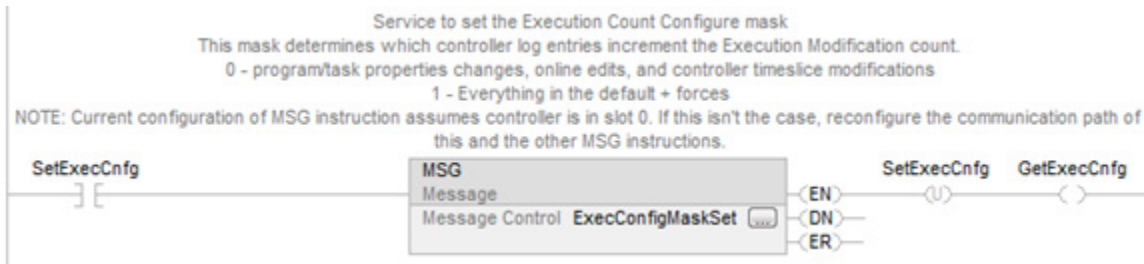 Service to set the Execution Count Configure mask
This mask determines which controller log entries increment the Execution Modification count.
0 - program/task properties changes, online edits, and controller timeslice modifications
1 - Everything in the default + forces
NOTE: Current configuration of MSG instruction assumes controller is in slot 0. If this isn't the case, reconfigure the communication path of
this and the other MSG instructions.
SetExecCnfg MSG SetExecCnfg GetExecCnfg
Message EN U
Message Control ExecConfigMaskSet ... DN
ER